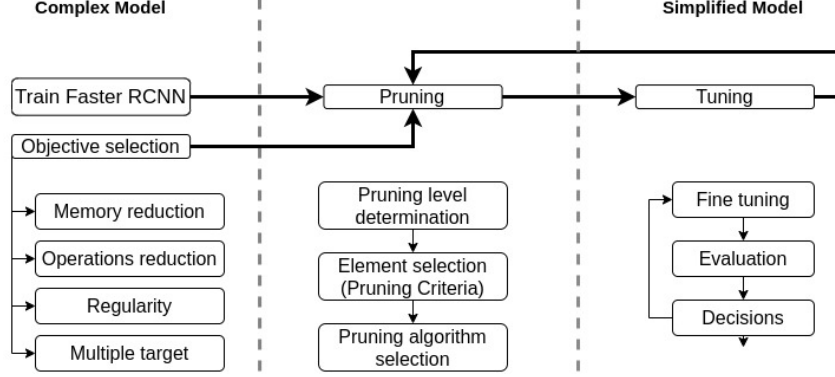 Complex Model
Simplified Model
Train Faster RCNN
Pruning
Tuning
Objective selection
Memory reduction
Operations reduction
Regularity
Multiple target
Pruning level
determination
Element selection
(Pruning Criteria)
Pruning algorithm
selection
Fine tuning
Evaluation
Decisions